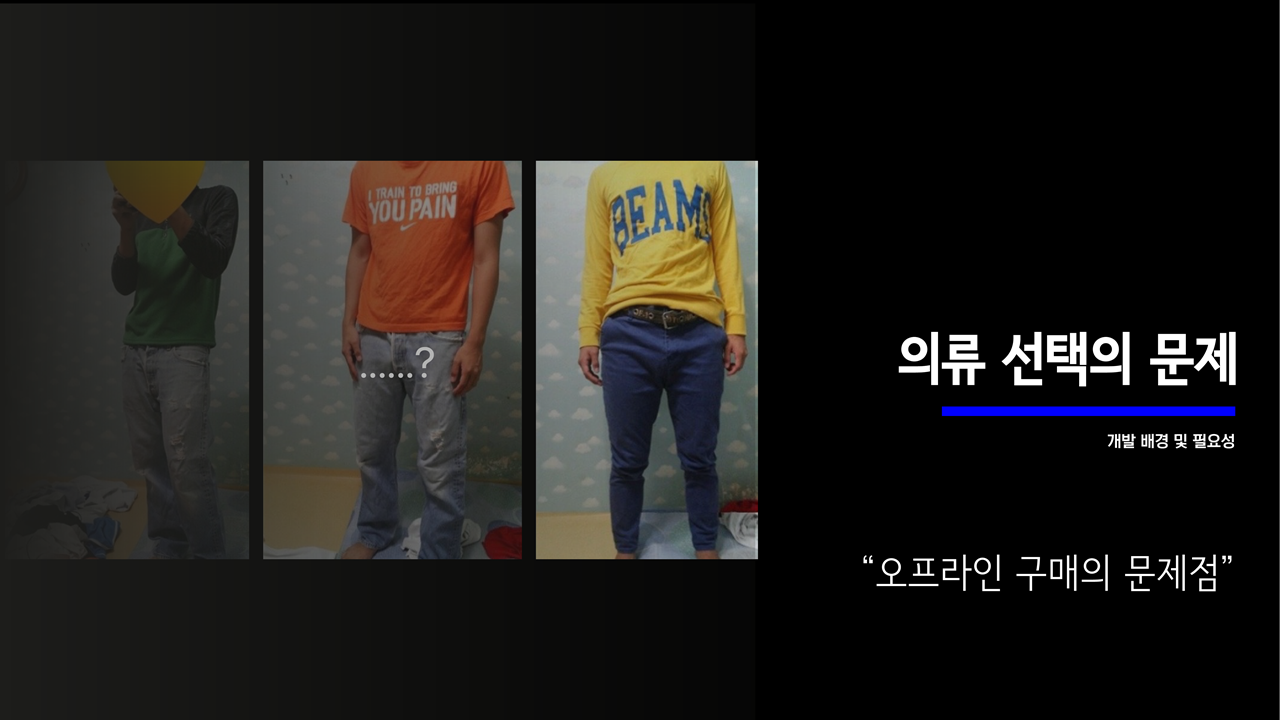 I TRAIN TO BRING
YOU PAIN
BEAMS
......?
의류 선택의 문제
개발 배경 및 필요성
“오프라인 구매의 문제점”